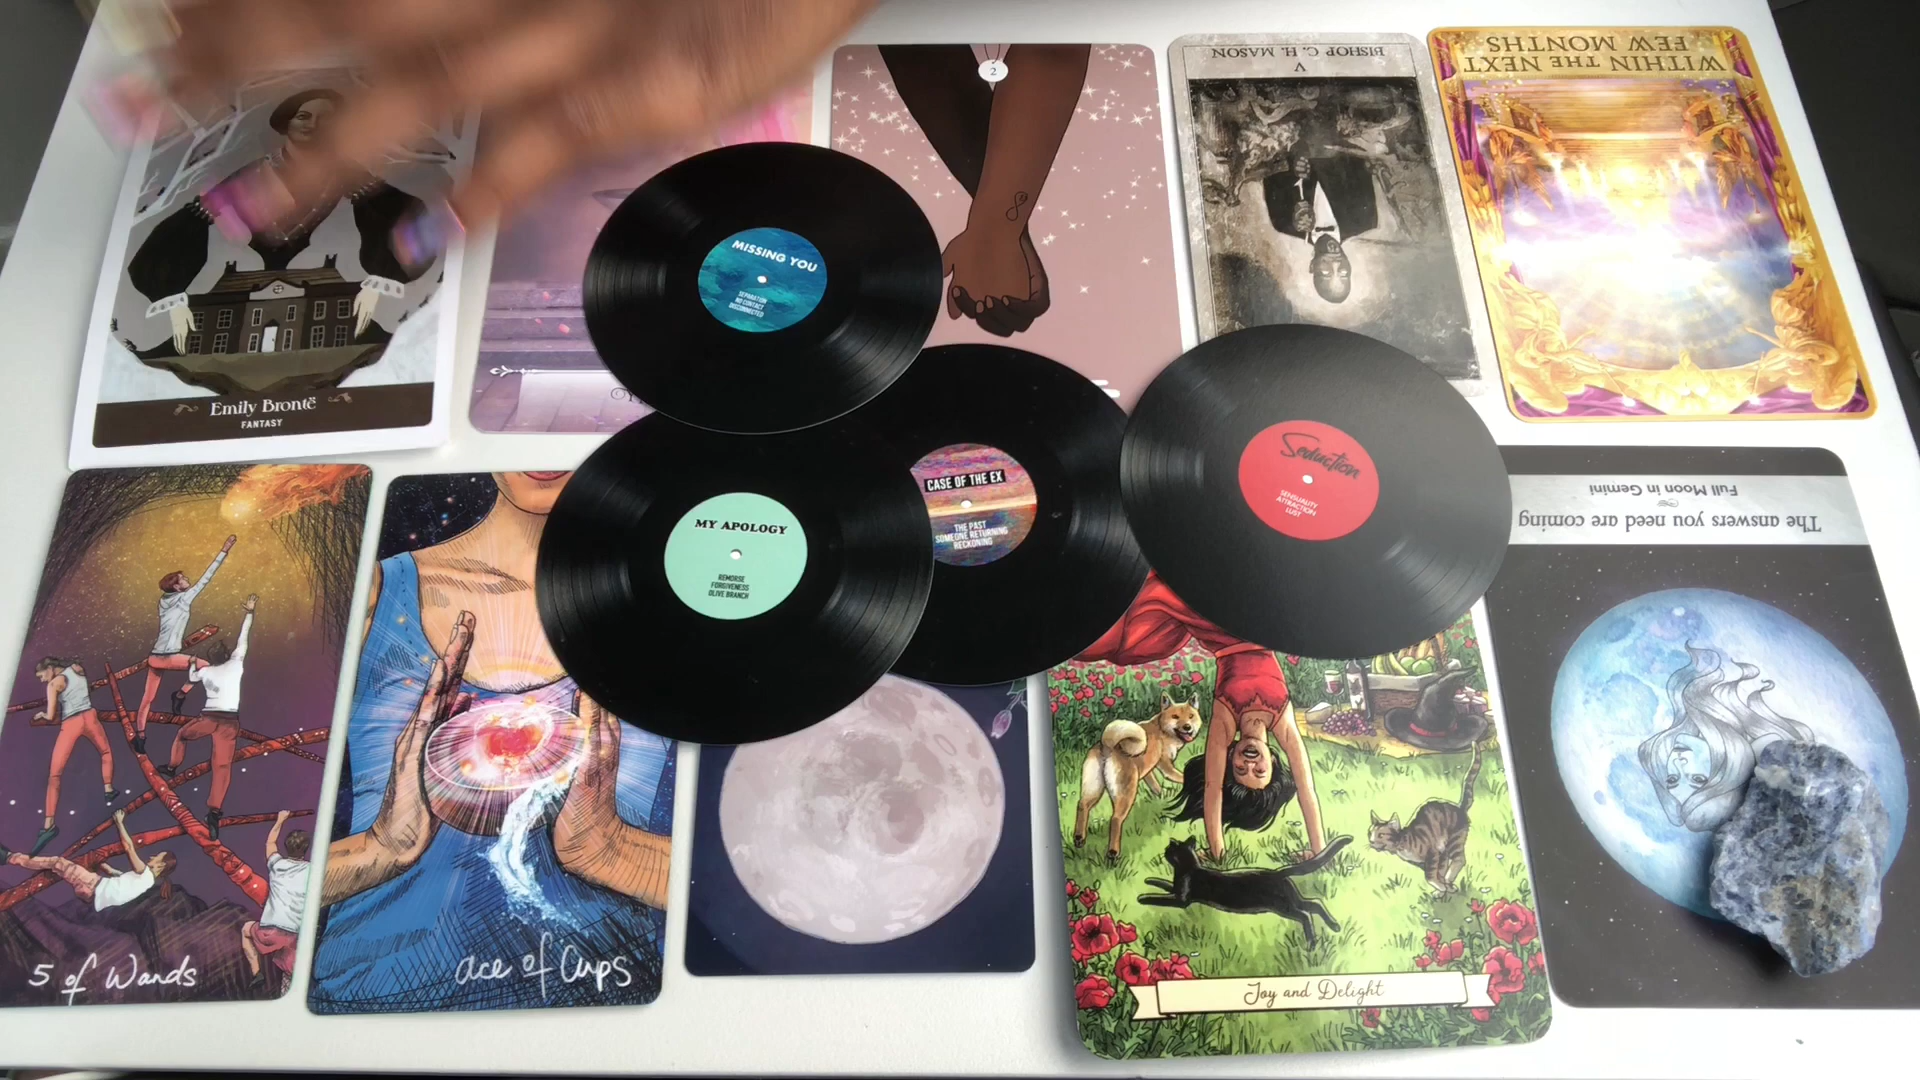 2
V
BISHOP C. H. MASON
WITHIN THE NEXT
FEW MONTHS
MISSING YOU
SEPARATION
NO CONTACT
DISCONNECTED
Emily Brontë
FANTASY
CASE OF THE EX
THE PAST
SOMEONE RETURNING
RECKONING
Seduction
SENSUALITY
ATTRACTION
LUST
MY APOLOGY
REMORSE
FORGIVENESS
OLIVE BRANCH
The answers you need are coming
Full Moon in Gemini
5 of Wands
ace of Cups
Joy and Delight